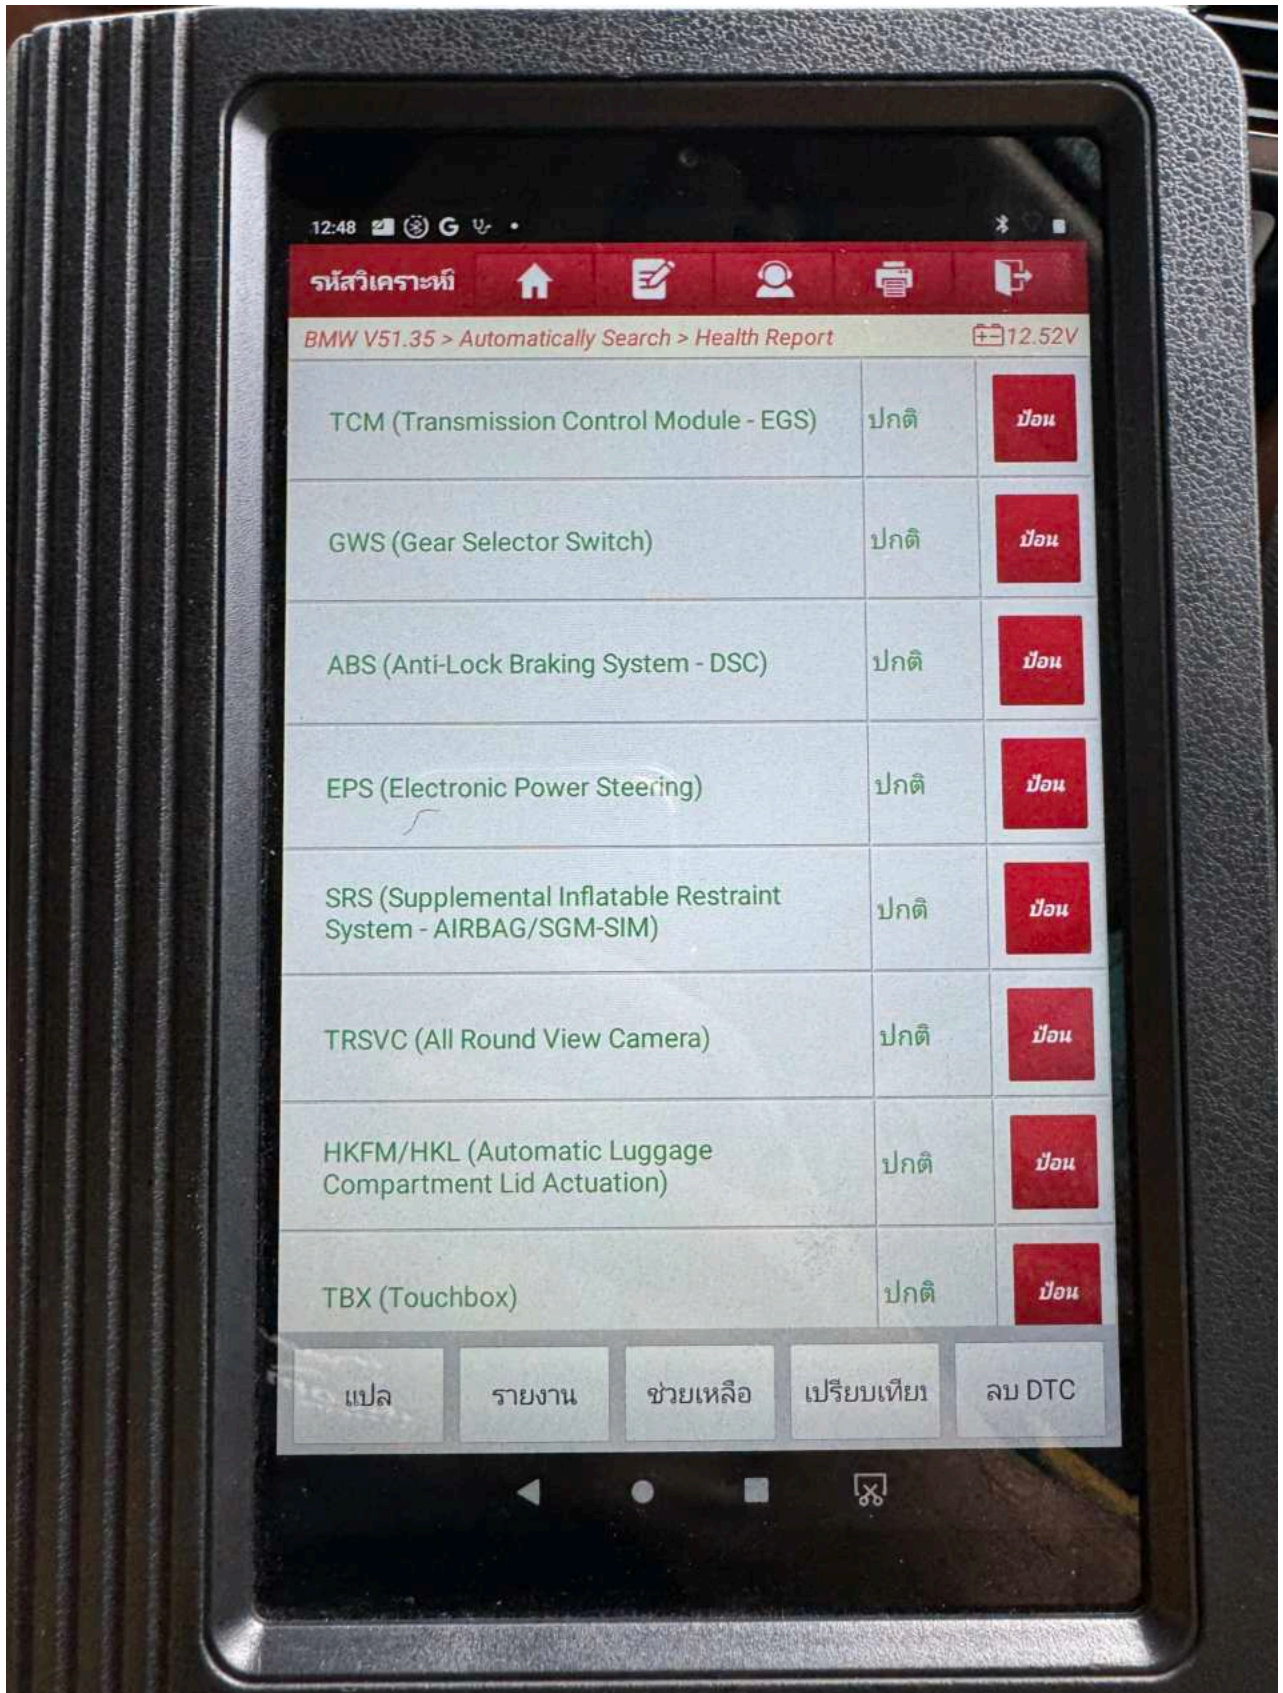 12:48
รหัสวิเคราะห์
BMW V51.35 > Automatically Search > Health Report
12.52V
TCM (Transmission Control Module - EGS) ปกติ ป้อน
GWS (Gear Selector Switch) ปกติ ป้อน
ABS (Anti-Lock Braking System - DSC) ปกติ ป้อน
EPS (Electronic Power Steering) ปกติ ป้อน
SRS (Supplemental Inflatable Restraint
System - AIRBAG/SGM-SIM) ปกติ ป้อน
TRSVC (All Round View Camera) ปกติ ป้อน
HKFM/HKL (Automatic Luggage
Compartment Lid Actuation) ปกติ ป้อน
TBX (Touchbox) ปกติ ป้อน
แปล รายงาน ช่วยเหลือ เปรียบเทีย ลบ DTC